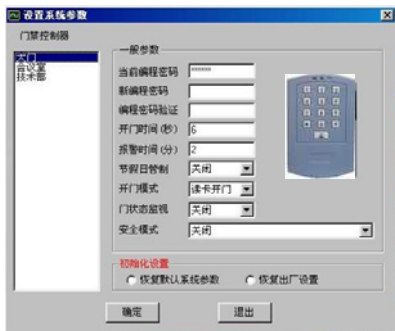 设置系统参数
门禁控制器
大门
会议室
技术部
一般参数
当前编程密码 ******
新编程密码
编程密码验证
开门时间(秒) 6
报警时间(分) 2
节假日管制 关闭
开门模式 读卡开门
门状态监视 关闭
安全模式 关闭
初始化设置
恢复默认系统参数 恢复出厂设置
确定 退出